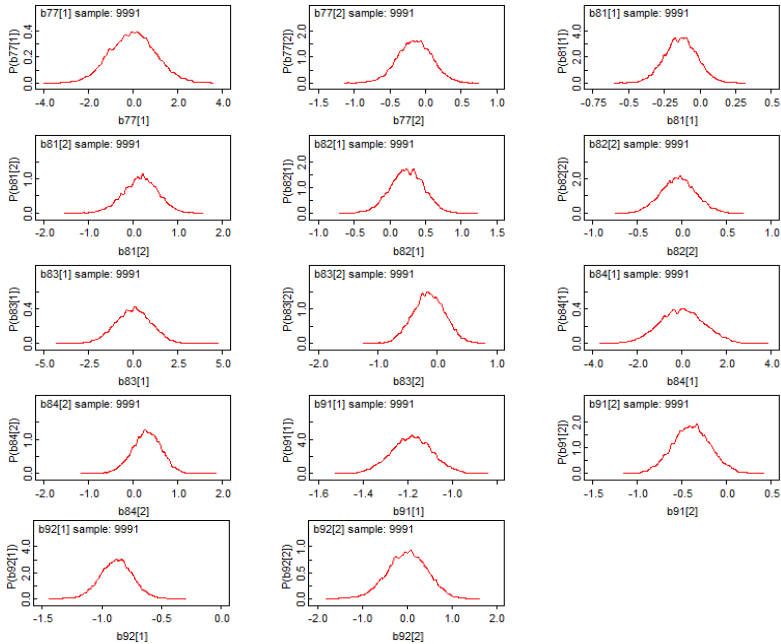 b77[1] sample: 9991
P(b77[1])
0.0 0.2 0.4
-4.0 -2.0 0.0 2.0 4.0
b77[1]
b77[2] sample: 9991
P(b77[2])
0.0 1.0 2.0
-1.5 -1.0 -0.5 0.0 0.5 1.0
b77[2]
b81[1] sample: 9991
P(b81[1])
0.0 2.0 4.0
-0.75 -0.5 -0.25 0.0 0.25 0.5
b81[1]
b81[2] sample: 9991
P(b81[2])
0.0 1.0
-2.0 -1.0 0.0 1.0 2.0
b81[2]
b82[1] sample: 9991
P(b82[1])
0.0 1.0 2.0
-1.0 -0.5 0.0 0.5 1.0 1.5
b82[1]
b82[2] sample: 9991
P(b82[2])
0.0 2.0
-1.0 -0.5 0.0 0.5 1.0
b82[2]
b83[1] sample: 9991
P(b83[1])
0.0 0.4
-5.0 -2.5 0.0 2.5 5.0
b83[1]
b83[2] sample: 9991
P(b83[2])
0.0 1.0
-2.0 -1.0 0.0 1.0
b83[2]
b84[1] sample: 9991
P(b84[1])
0.0 0.4
-4.0 -2.0 0.0 2.0 4.0
b84[1]
b84[2] sample: 9991
P(b84[2])
0.0 1.0
-2.0 -1.0 0.0 1.0 2.0
b84[2]
b91[1] sample: 9991
P(b91[1])
0.0 4.0
-1.6 -1.4 -1.2 -1.0
b91[1]
b91[2] sample: 9991
P(b91[2])
0.0 1.0 2.0
-1.5 -1.0 -0.5 0.0 0.5
b91[2]
b92[1] sample: 9991
P(b92[1])
0.0 2.0 4.0
-1.5 -1.0 -0.5 0.0
b92[1]
b92[2] sample: 9991
P(b92[2])
0.0 0.5 1.0
-2.0 -1.0 0.0 1.0 2.0
b92[2]